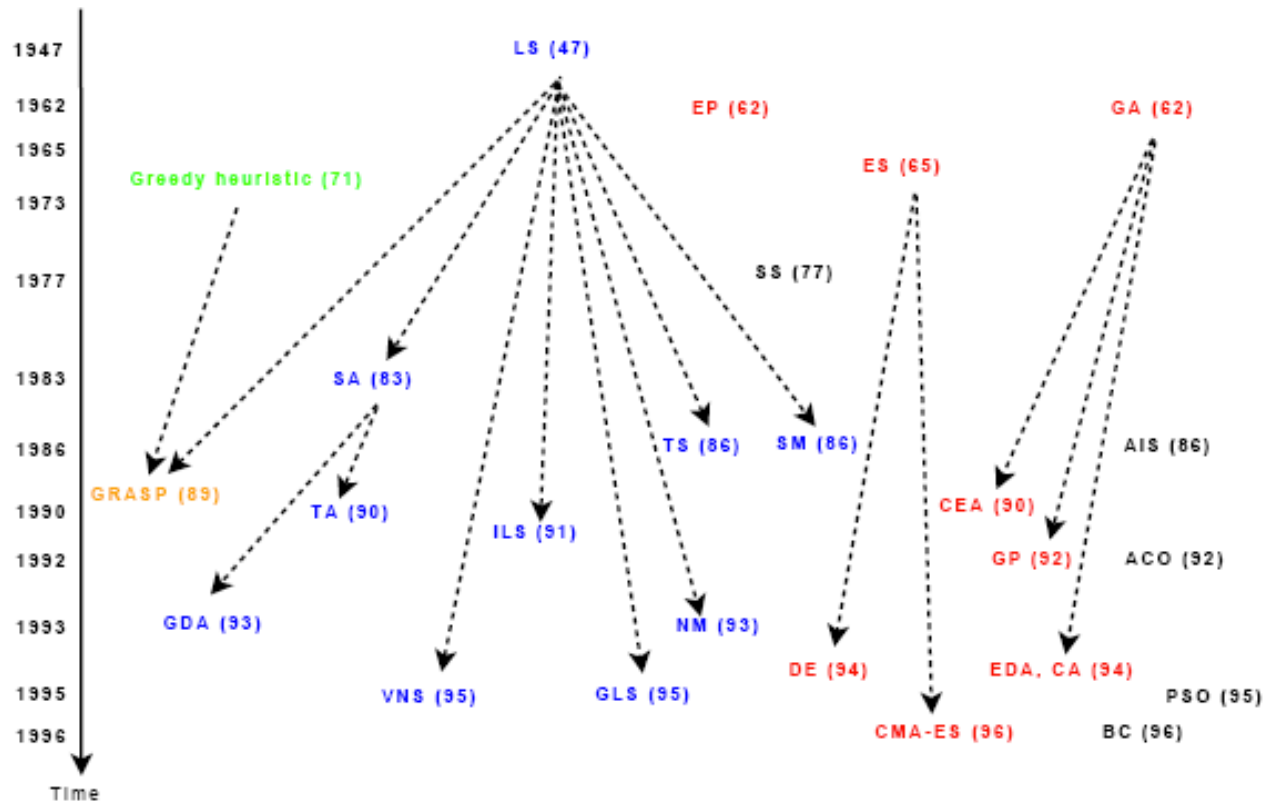 1947
LS (47)
1962
EP (62)
GA (62)
1965
ES (65)
Greedy heuristic (71)
1973
SS (77)
1977
1983
SA (83)
1986
TS (86)
SM (86)
AIS (86)
GRASP (89)
1990
TA (90)
CEA (90)
ILS (91)
1992
GP (92)
ACO (92)
GDA (93)
1993
NM (93)
DE (94)
EDA, CA (94)
1995
VNS (95)
GLS (95)
PSO (95)
1996
CMA-ES (96)
BC (96)
Time